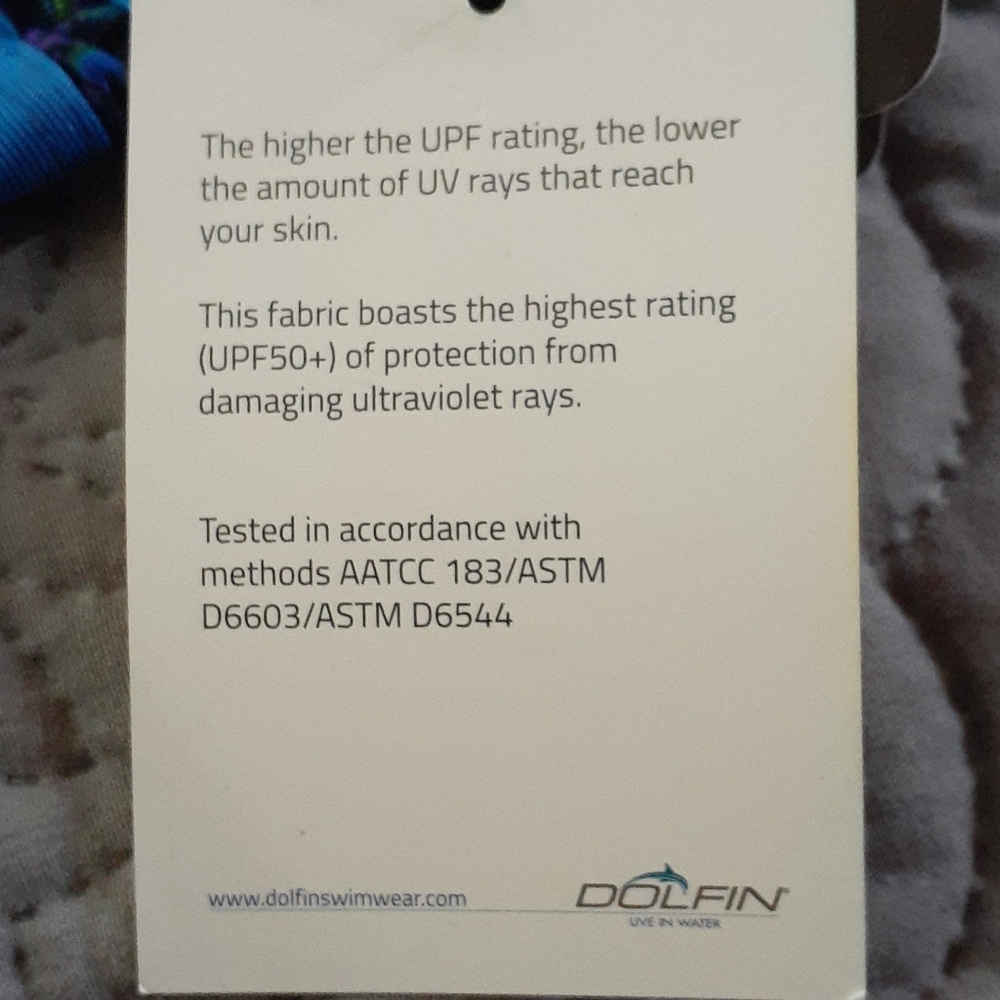 The higher the UPF rating, the lower
the amount of UV rays that reach
your skin.
This fabric boasts the highest rating
(UPF50+) of protection from
damaging ultraviolet rays.
Tested in accordance with
methods AATCC 183/ASTM
D6603/ASTM D6544
www.dolfinswimwear.com
DOLFIN
LIVE IN WATER